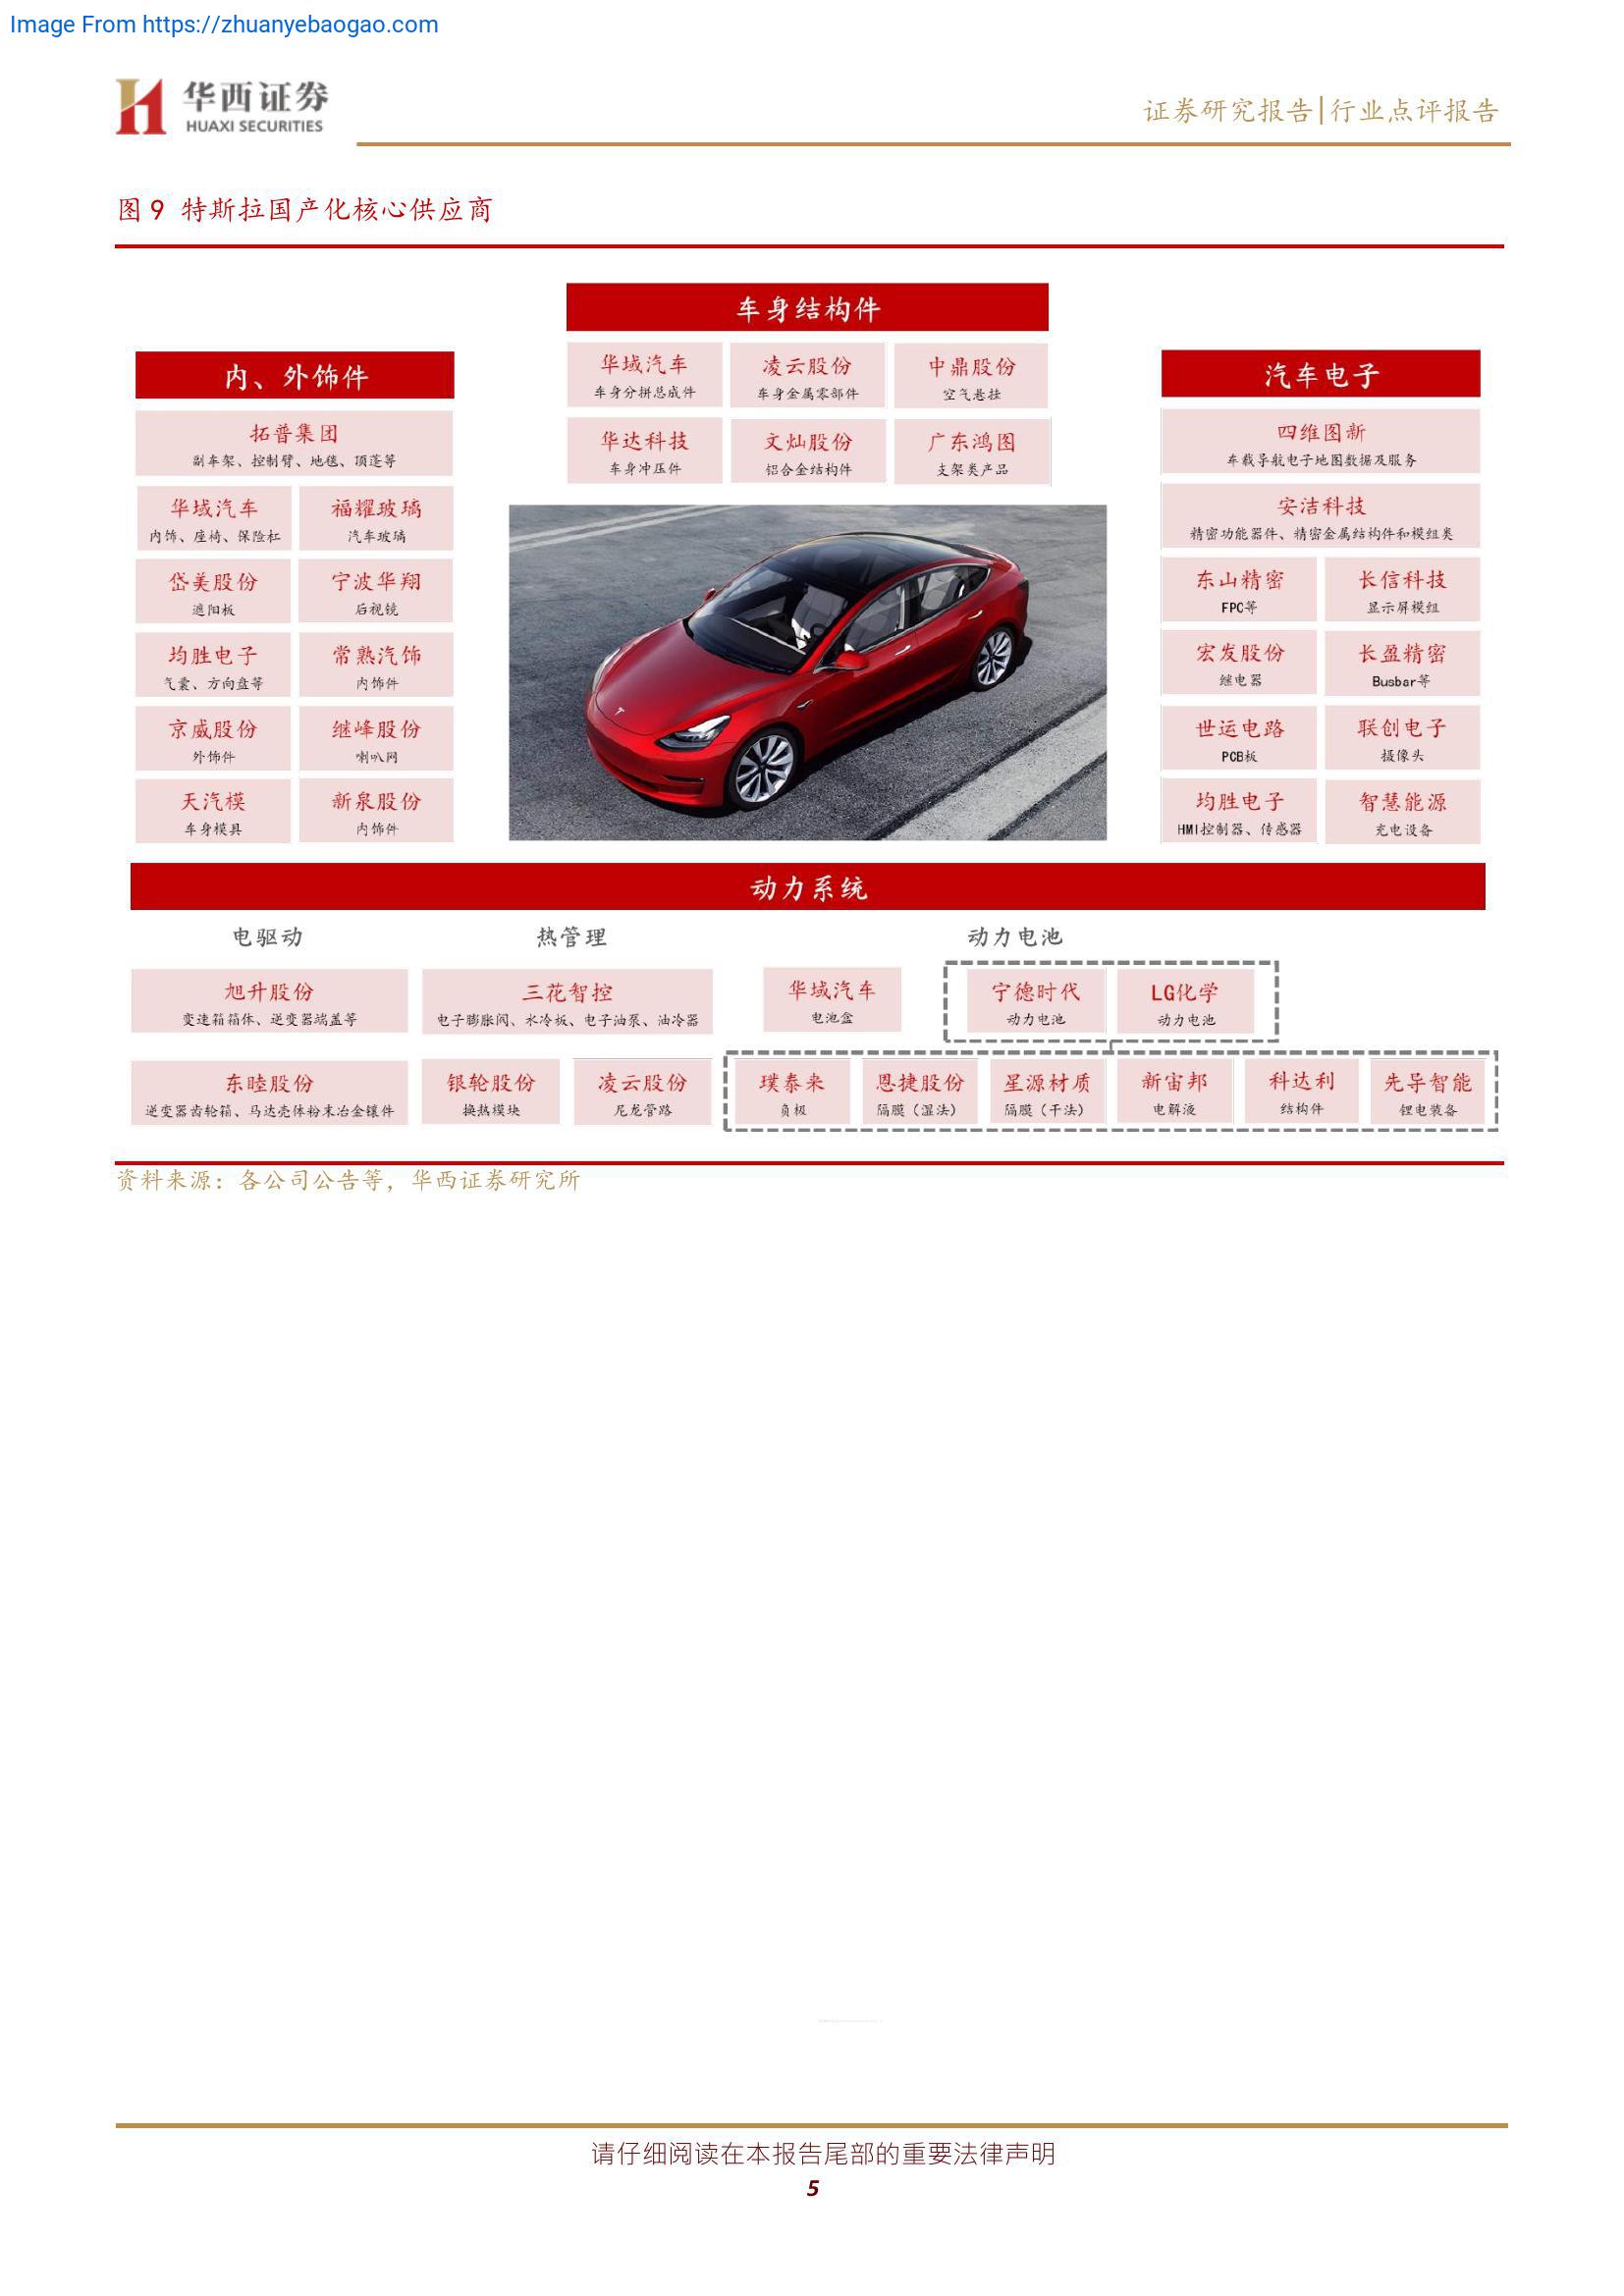 Image From https://zhuanyebaogao.com
华西证券
HUAXI SECURITIES
证券研究报告|行业点评报告
图 9 特斯拉国产化核心供应商
车身结构件
华域汽车
车身分拼总成件
凌云股份
车身金属零部件
中鼎股份
空气悬挂
华达科技
车身冲压件
文灿股份
铝合金结构件
广东鸿图
支架类产品
内、外饰件
拓普集团
副车架、控制臂、地毯、顶蓬等
华域汽车
内饰、座椅、保险杠
福耀玻璃
汽车玻璃
岱美股份
遮阳板
宁波华翔
后视镜
均胜电子
气囊、方向盘等
常熟汽饰
内饰件
京威股份
外饰件
继峰股份
喇叭网
天汽模
车身模具
新泉股份
内饰件
汽车电子
四维图新
车载导航电子地图数据及服务
安洁科技
精密功能器件、精密金属结构件和模组类
东山精密
FPC等
长信科技
显示屏模组
宏发股份
继电器
长盈精密
Busbar等
世运电路
PCB板
联创电子
摄像头
均胜电子
HMI控制器、传感器
智慧能源
充电设备
动力系统
电驱动
热管理
动力电池
旭升股份
变速箱箱体、逆变器端盖等
三花智控
电子膨胀阀、水冷板、电子油泵、油冷器
华域汽车
电池盒
宁德时代
动力电池
LG化学
动力电池
东睦股份
逆变器齿轮箱、马达壳体粉末冶金镶件
银轮股份
换热模块
凌云股份
尼龙管路
璞泰来
负极
恩捷股份
隔膜（湿法）
星源材质
隔膜（干法）
新宙邦
电解液
科达利
结构件
先导智能
锂电装备
资料来源：各公司公告等，华西证券研究所
请仔细阅读在本报告尾部的重要法律声明
5